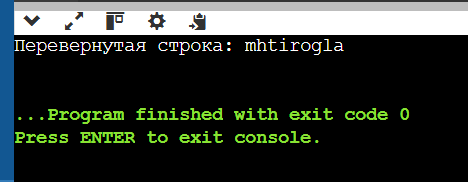 Перевернутая строка: mhtirogla
...Program finished with exit code 0
Press ENTER to exit console.